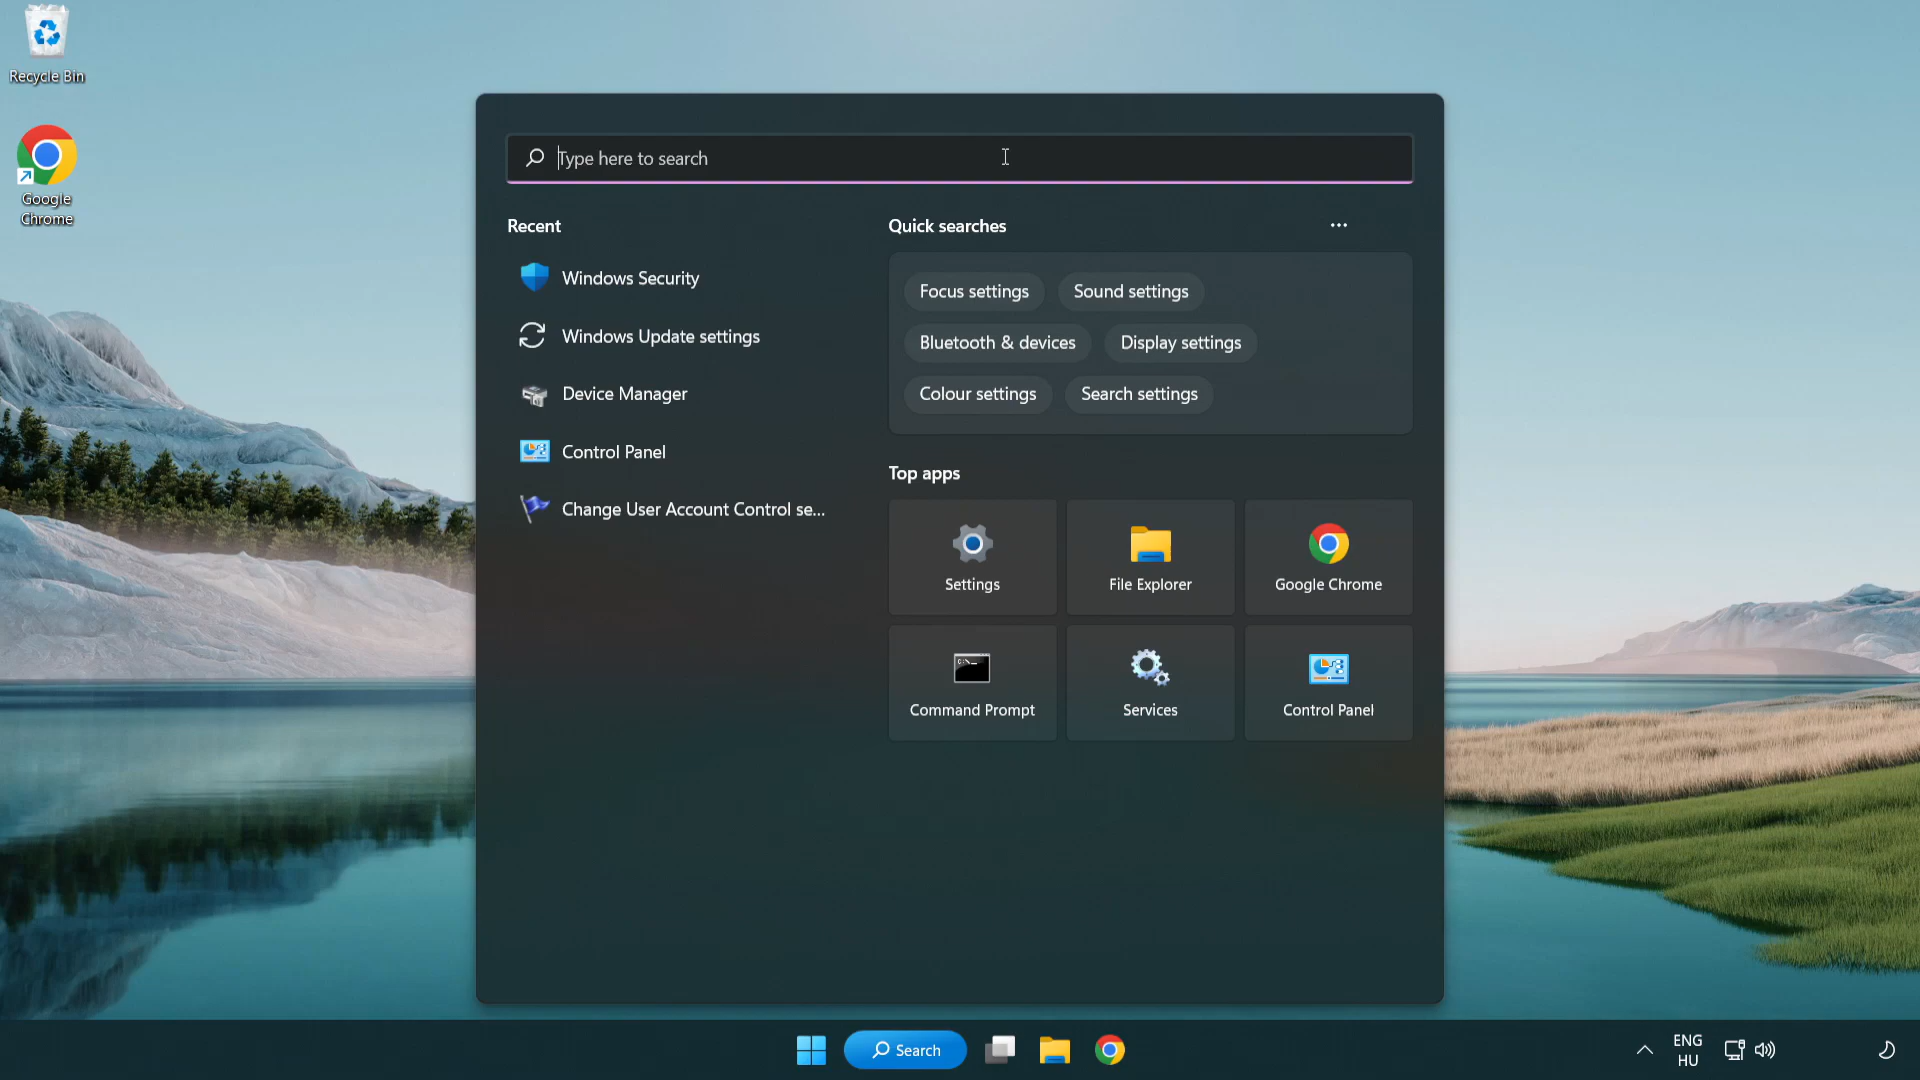 Recycle Bin
Google
Chrome
Type here to search
Recent
Windows Security
Windows Update settings
Device Manager
Control Panel
Change User Account Control se...
Quick searches
Focus settings
Sound settings
Bluetooth & devices
Display settings
Colour settings
Search settings
Top apps
Settings
File Explorer
Google Chrome
Command Prompt
Services
Control Panel
Search
ENG
HU